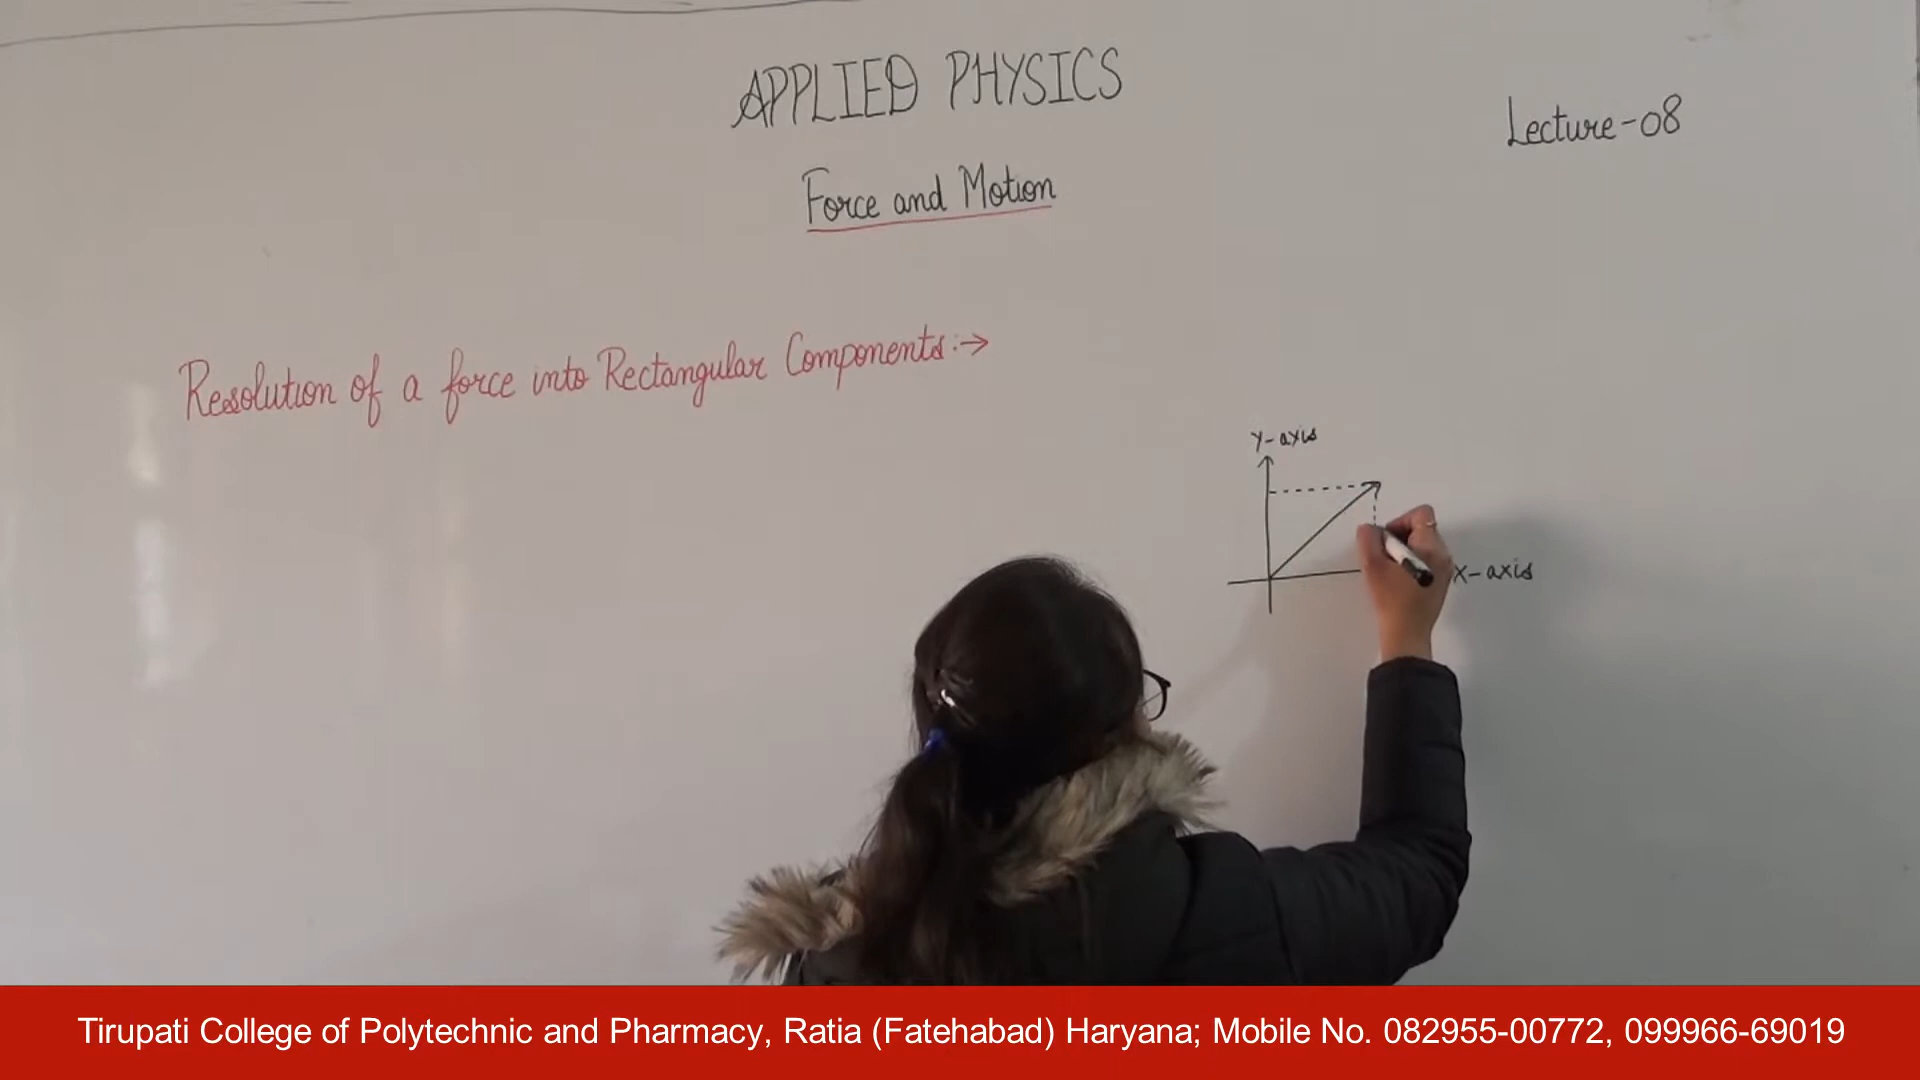 APPLIED PHYSICS
Lecture-08
Force and Motion
Resolution of a force into Rectangular Components:→
Y-axis
X-axis
Tirupati College of Polytechnic and Pharmacy, Ratia (Fatehabad) Haryana; Mobile No. 082955-00772, 099966-69019